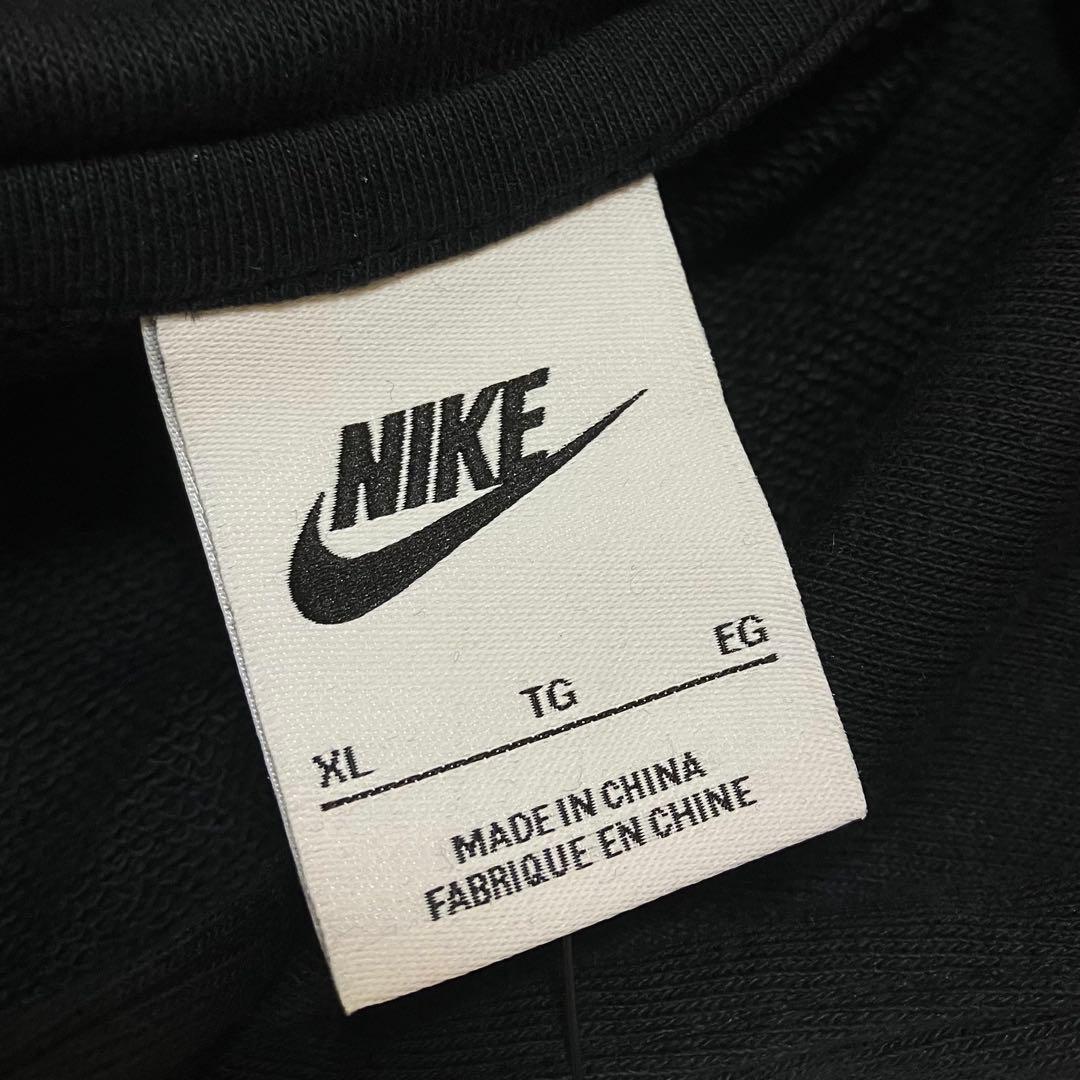 NIKE
XL TG EG
MADE IN CHINA
FABRIQUE EN CHINE